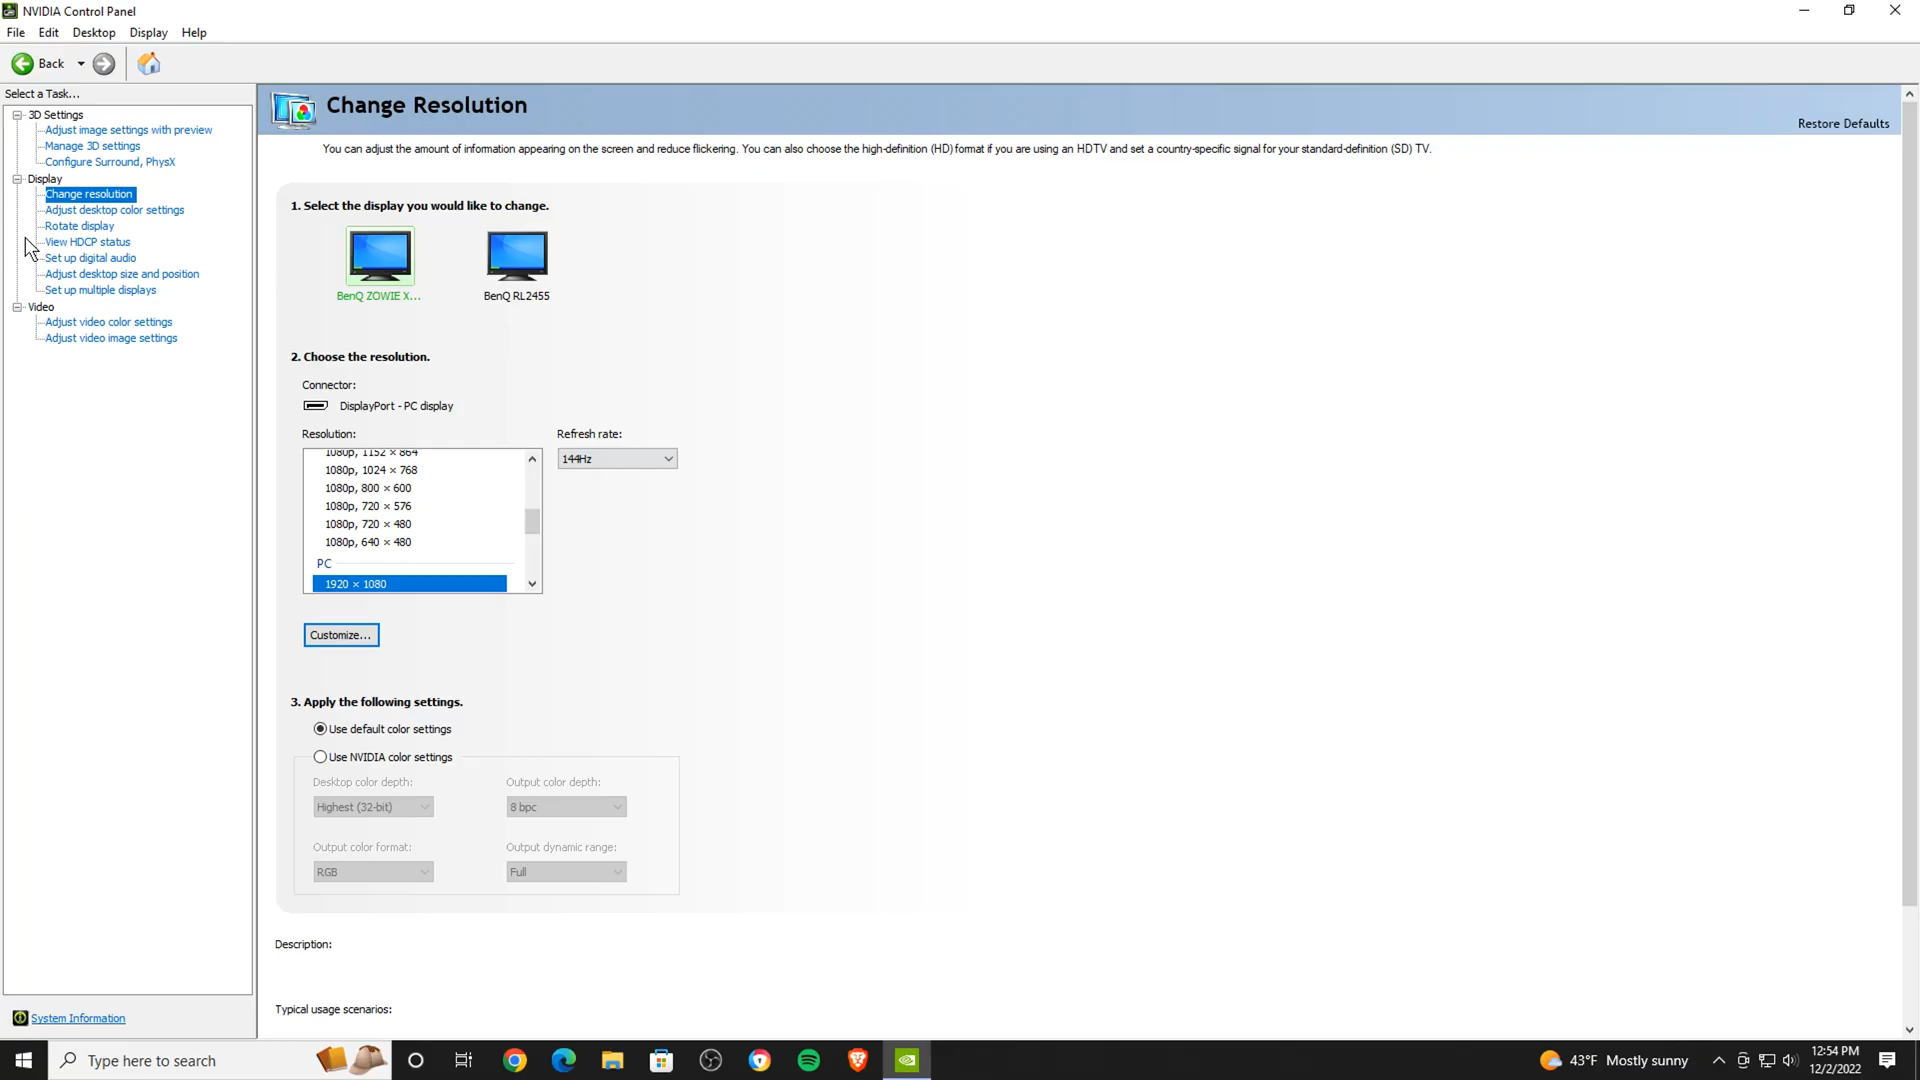 NVIDIA Control Panel
File Edit Desktop Display Help
Back
Select a Task...
3D Settings
Adjust image settings with preview
Manage 3D settings
Configure Surround, PhysX
Display
Change resolution
Adjust desktop color settings
Rotate display
View HDCP status
Set up digital audio
Adjust desktop size and position
Set up multiple displays
Video
Adjust video color settings
Adjust video image settings
System Information
Change Resolution
Restore Defaults
You can adjust the amount of information appearing on the screen and reduce flickering. You can also choose the high-definition (HD) format if you are using an HDTV and set a country-specific signal for your standard-definition (SD) TV.
1. Select the display you would like to change.
BenQ ZOWIE X... BenQ RL2455
2. Choose the resolution.
Connector:
DisplayPort - PC display
Resolution: Refresh rate:
144Hz
1080p, 1152 × 864
1080p, 1024 × 768
1080p, 800 × 600
1080p, 720 × 576
1080p, 720 × 480
1080p, 640 × 480
PC
1920 × 1080
Customize...
3. Apply the following settings.
Use default color settings
Use NVIDIA color settings
Desktop color depth: Output color depth:
Highest (32-bit) 8 bpc
Output color format: Output dynamic range:
RGB Full
Description:
Typical usage scenarios:
Type here to search
43°F Mostly sunny
12:54 PM
12/2/2022